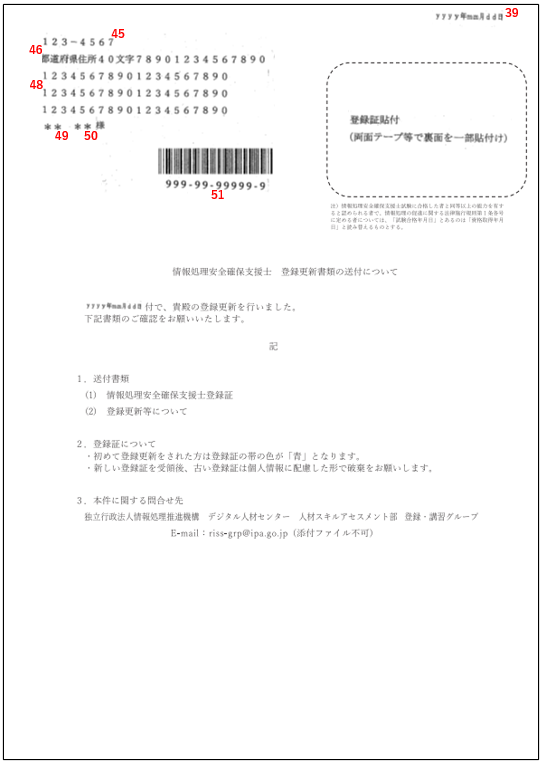 yyyy年mm月dd日 39
45
123-4567
46
都道府県住所40文字78901234567890
12345678901234567890
48
12345678901234567890
12345678901234567890
** ** 様
49 50
999-99-99999-9
51
登録証貼付
(両面テープ等で裏面を一部貼付け)
注）情報処理安全確保支援士試験に合格した者と同等以上の能力を有す
ると認められる者で、情報処理の促進に関する法律施行規則第1条各号
に定める者については、「試験合格年月日」とあるのは「資格取得年月
日」と読み替えるものとする。
情報処理安全確保支援士　登録更新書類の送付について
yyyy年mm月dd日 付で、貴殿の登録更新を行いました。
下記書類のご確認をお願いいたします。
記
1．送付書類
(1)　情報処理安全確保支援士登録証
(2)　登録更新等について
2．登録証について
・初めて登録更新をされた方は登録証の帯の色が「青」となります。
・新しい登録証を受領後、古い登録証は個人情報に配慮した形で破棄をお願いします。
3．本件に関する問合せ先
独立行政法人情報処理推進機構　デジタル人材センター　人材スキルアセスメント部　登録・講習グループ
E-mail：riss-grp@ipa.go.jp（添付ファイル不可）